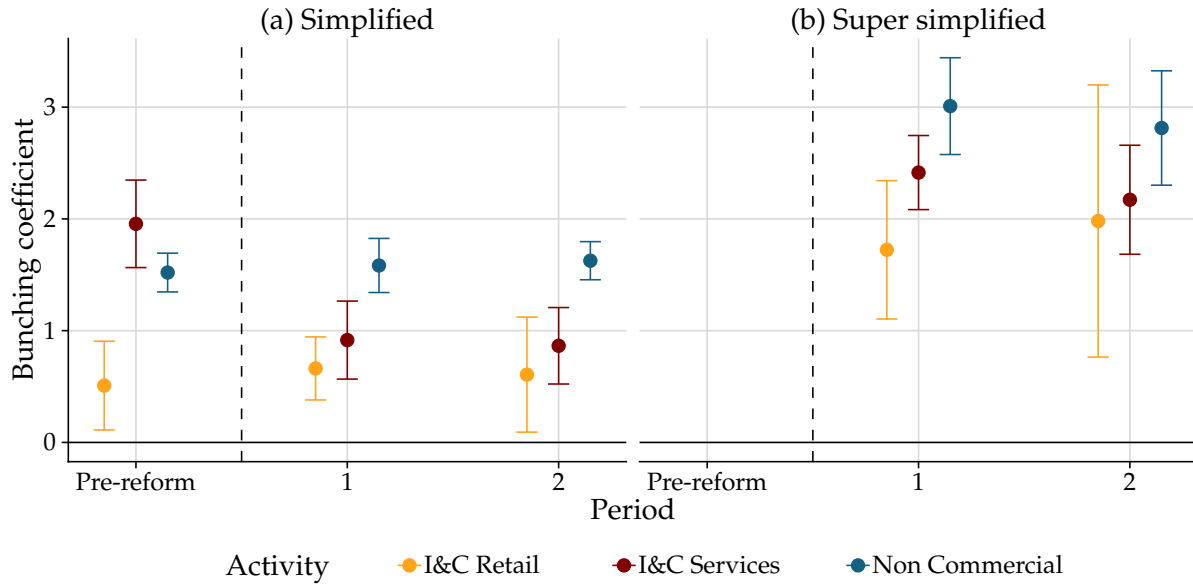 (a) Simplified (b) Super simplified
Bunching coefficient
3
2
1
0
Pre-reform 1 2 Pre-reform 1 2
Period
Activity I&C Retail I&C Services Non Commercial